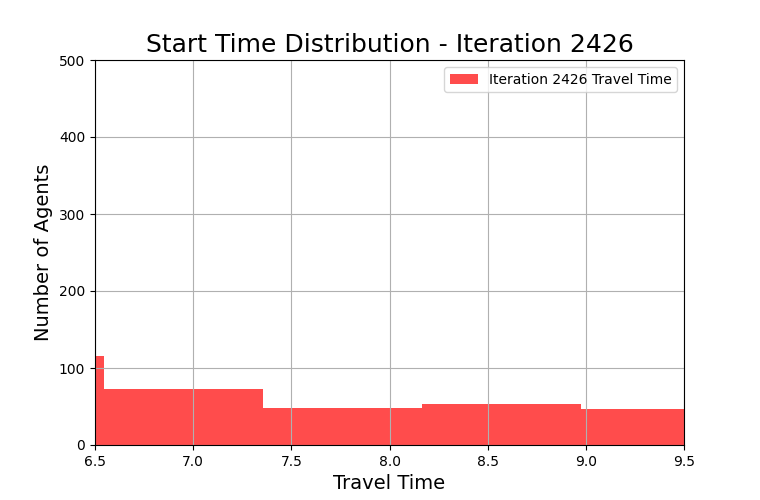 Start Time Distribution - Iteration 2426
Iteration 2426 Travel Time
Number of Agents
500
400
300
200
100
0
6.5 7.0 7.5 8.0 8.5 9.0 9.5
Travel Time